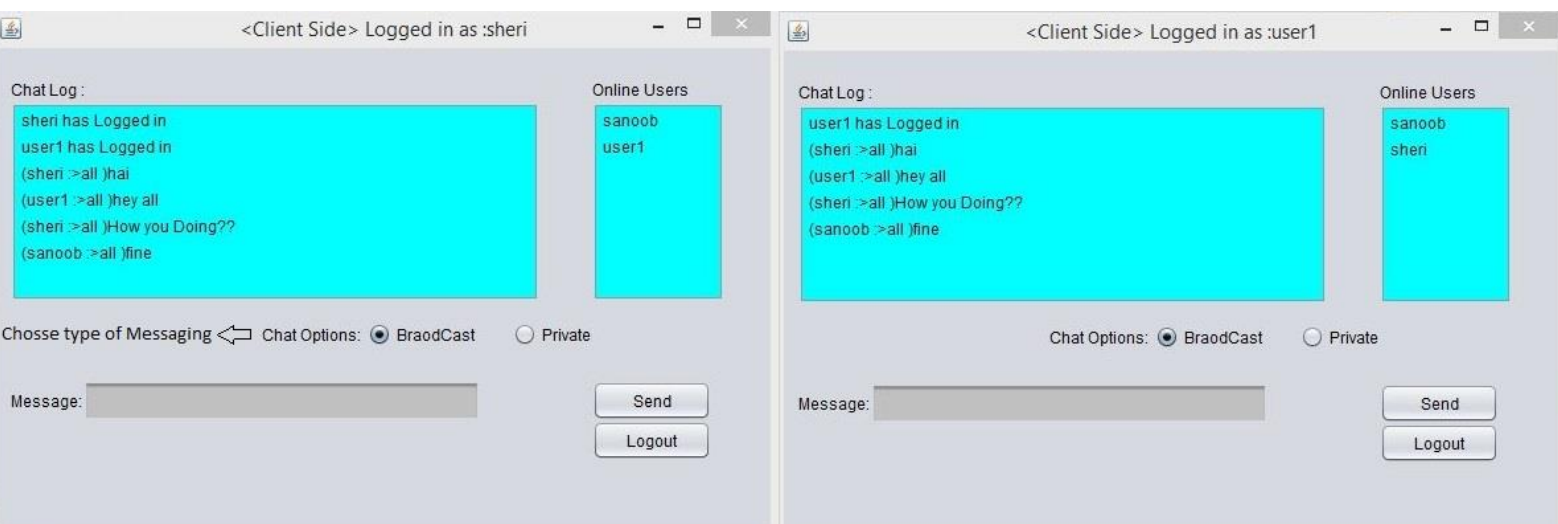 <Client Side> Logged in as :sheri
Chat Log :
Online Users
sheri has Logged in
user1 has Logged in
(sheri :>all )hai
(user1 :>all )hey all
(sheri :>all )How you Doing??
(sanoob :>all )fine
sanoob
user1
Chosse type of Messaging
Chat Options:
BraodCast
Private
Message:
Send
Logout
<Client Side> Logged in as :user1
Chat Log :
Online Users
user1 has Logged in
(sheri :>all )hai
(user1 :>all )hey all
(sheri :>all )How you Doing??
(sanoob :>all )fine
sanoob
sheri
Chat Options:
BraodCast
Private
Message:
Send
Logout